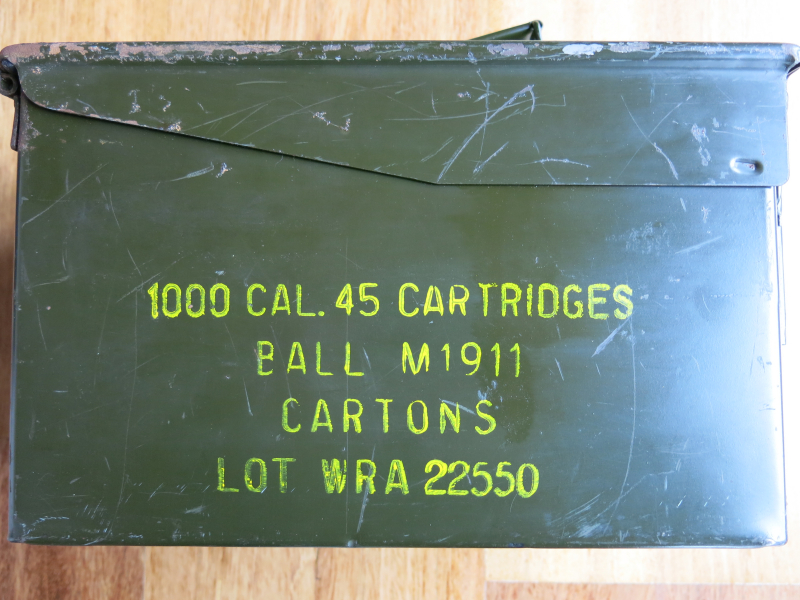 1000 CAL. 45 CARTRIDGES
BALL M1911
CARTONS
LOT WRA 22550